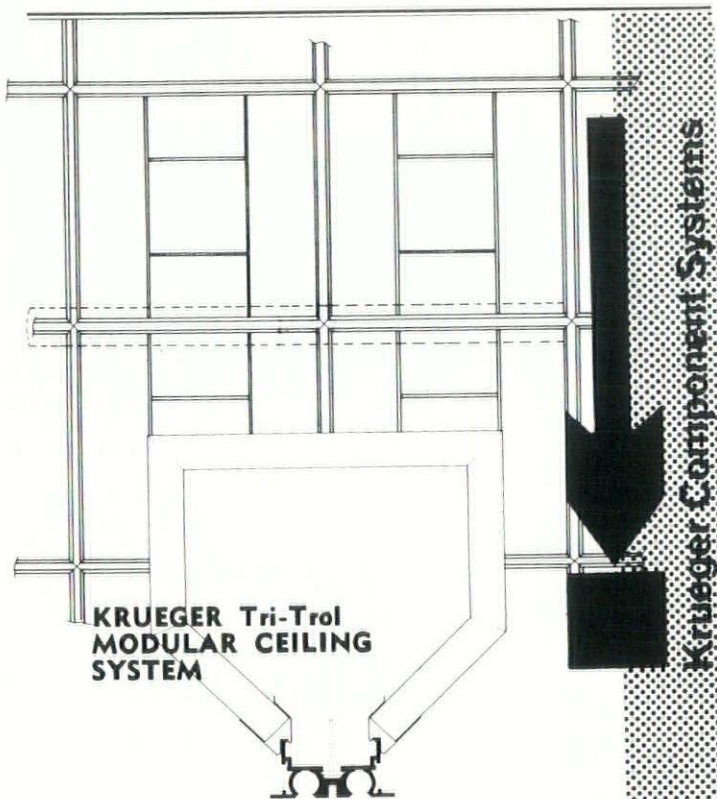 KRUEGER Tri-Trol
MODULAR CEILING
SYSTEM
Krueger Component Systems